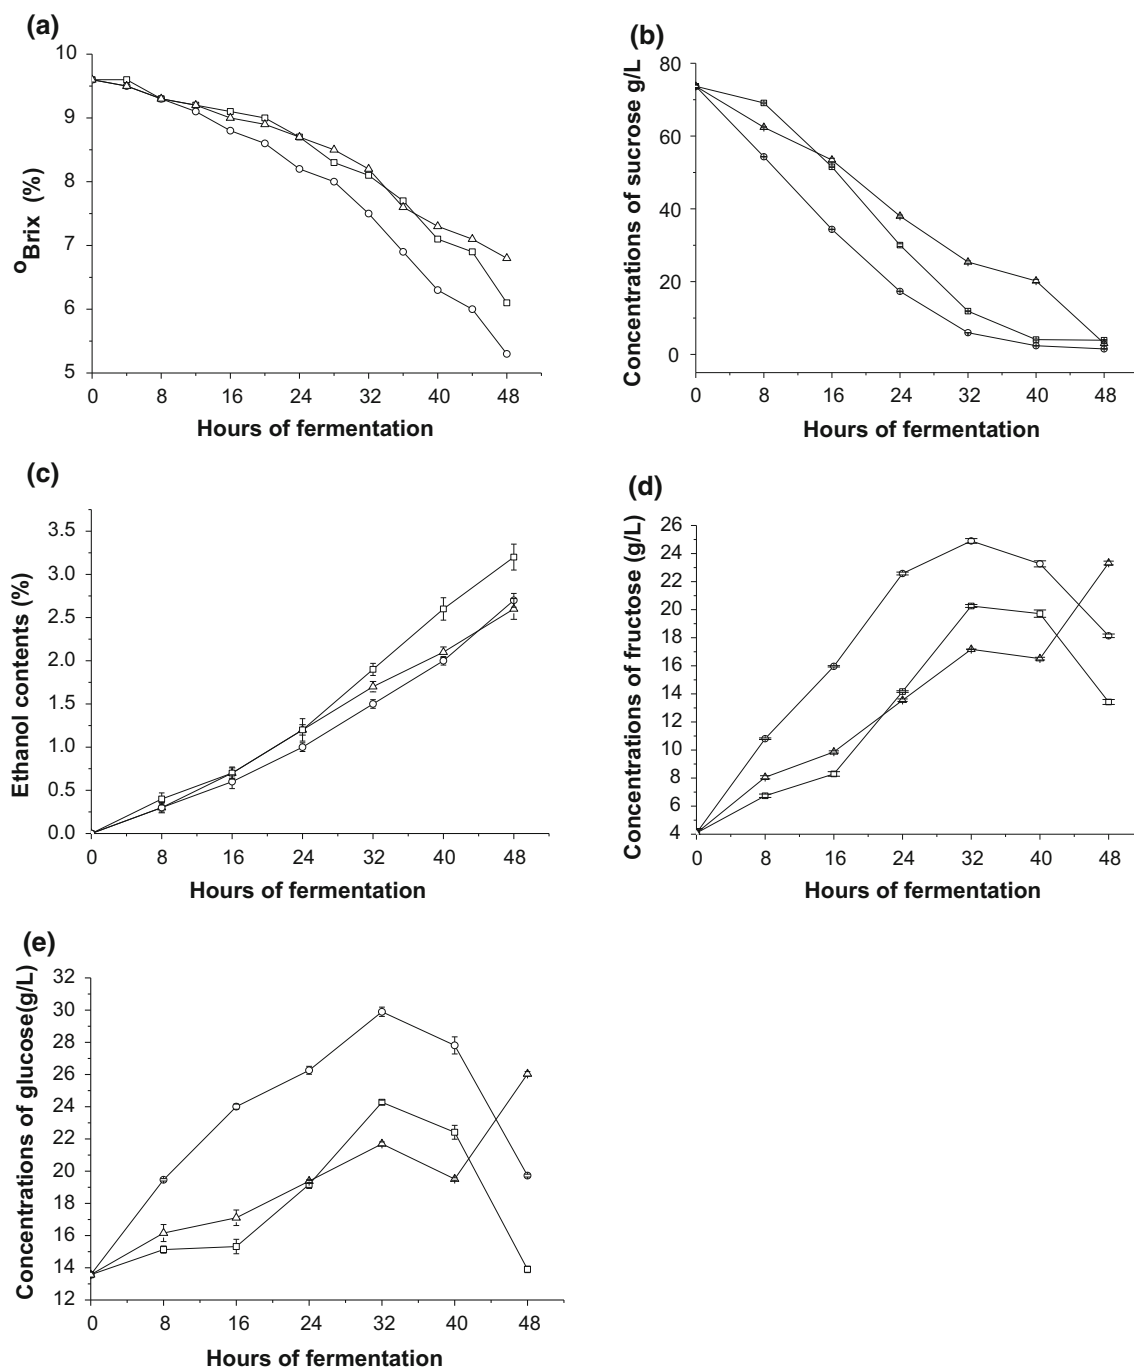 (a)
10
9
8
7
6
5
oBrix (%)
0 8 16 24 32 40 48
Hours of fermentation
(b)
80
60
40
20
0
Concentrations of sucrose g/L
0 8 16 24 32 40 48
Hours of fermentation
(c)
3.5
3.0
2.5
2.0
1.5
1.0
0.5
0.0
Ethanol contents (%)
0 8 16 24 32 40 48
Hours of fermentation
(d)
26
24
22
20
18
16
14
12
10
8
6
4
Concentrations of fructose (g/L)
0 8 16 24 32 40 48
Hours of fermentation
(e)
32
30
28
26
24
22
20
18
16
14
12
Concentrations of glucose(g/L)
0 8 16 24 32 40 48
Hours of fermentation